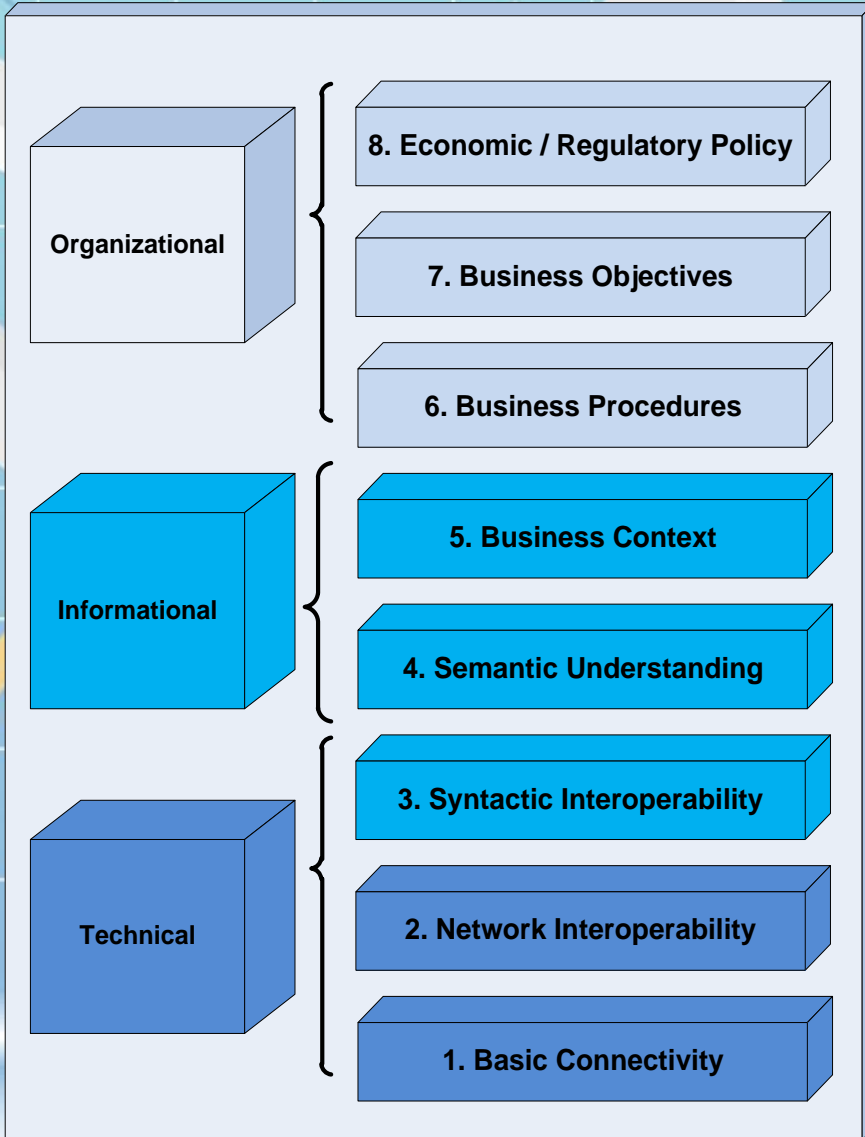 Organizational
8. Economic / Regulatory Policy
7. Business Objectives
6. Business Procedures
Informational
5. Business Context
4. Semantic Understanding
Technical
3. Syntactic Interoperability
2. Network Interoperability
1. Basic Connectivity